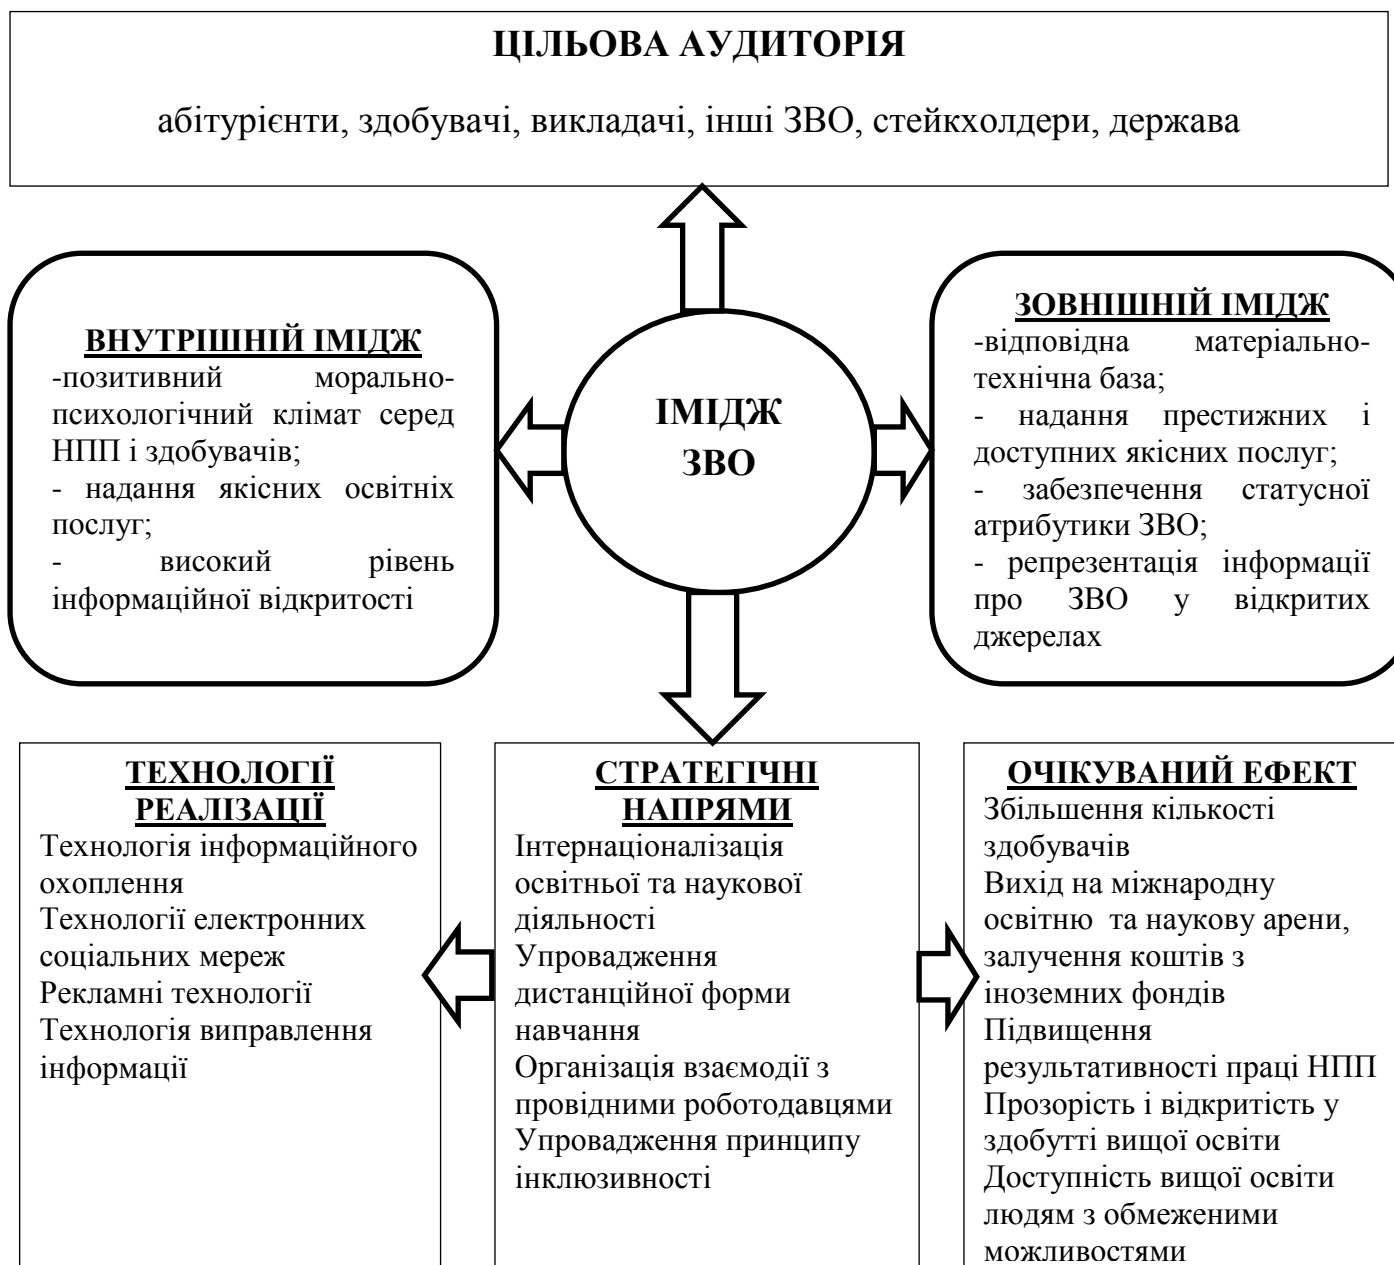 ЦІЛЬОВА АУДИТОРІЯ
абітурієнти, здобувачі, викладачі, інші ЗВО, стейкхолдери, держава
ВНУТРІШНІЙ ІМІДЖ
-позитивний морально-
психологічний клімат серед
НПП і здобувачів;
- надання якісних освітніх
послуг;
- високий рівень
інформаційної відкритості
ІМІДЖ
ЗВО
ЗОВНІШНІЙ ІМІДЖ
-відповідна матеріально-
технічна база;
- надання престижних і
доступних якісних послуг;
- забезпечення статусної
атрибутики ЗВО;
- репрезентація інформації
про ЗВО у відкритих
джерелах
ТЕХНОЛОГІЇ
РЕАЛІЗАЦІЇ
Технологія інформаційного
охоплення
Технології електронних
соціальних мереж
Рекламні технології
Технологія виправлення
інформації
СТРАТЕГІЧНІ
НАПРЯМИ
Інтернаціоналізація
освітньої та наукової
діяльності
Упровадження
дистанційної форми
навчання
Організація взаємодії з
провідними роботодавцями
Упровадження принципу
інклюзивності
ОЧІКУВАНИЙ ЕФЕКТ
Збільшення кількості
здобувачів
Вихід на міжнародну
освітню та наукову арени,
залучення коштів з
іноземних фондів
Підвищення
результативності праці НПП
Прозорість і відкритість у
здобутті вищої освіти
Доступність вищої освіти
людям з обмеженими
можливостями